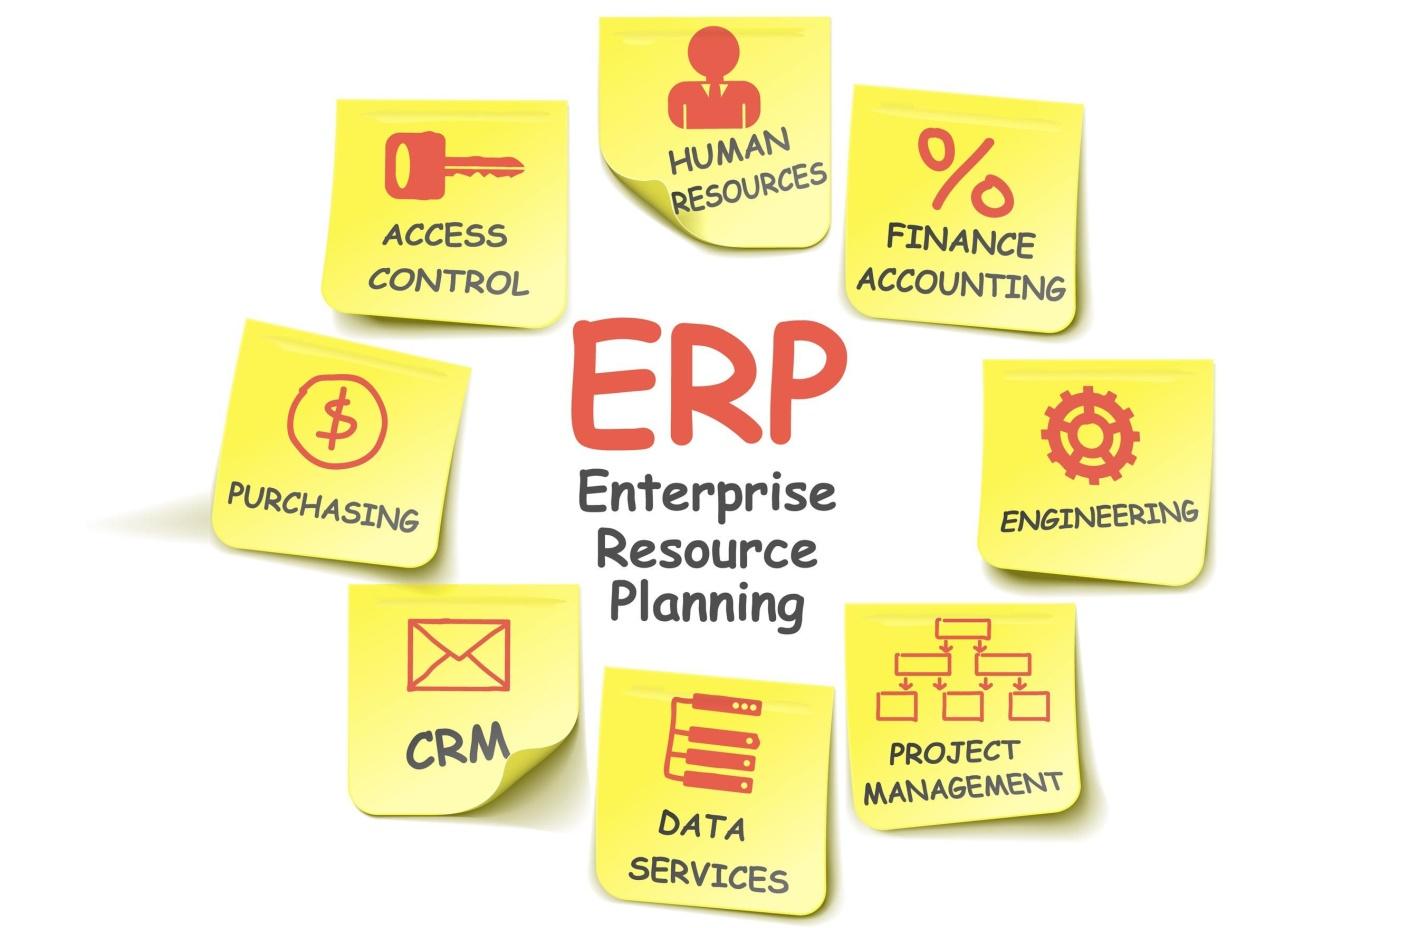 HUMAN
RESOURCES
ACCESS
CONTROL
%
FINANCE
ACCOUNTING
ERP
Enterprise
Resource
Planning
$
PURCHASING
ENGINEERING
CRM
PROJECT
MANAGEMENT
DATA
SERVICES